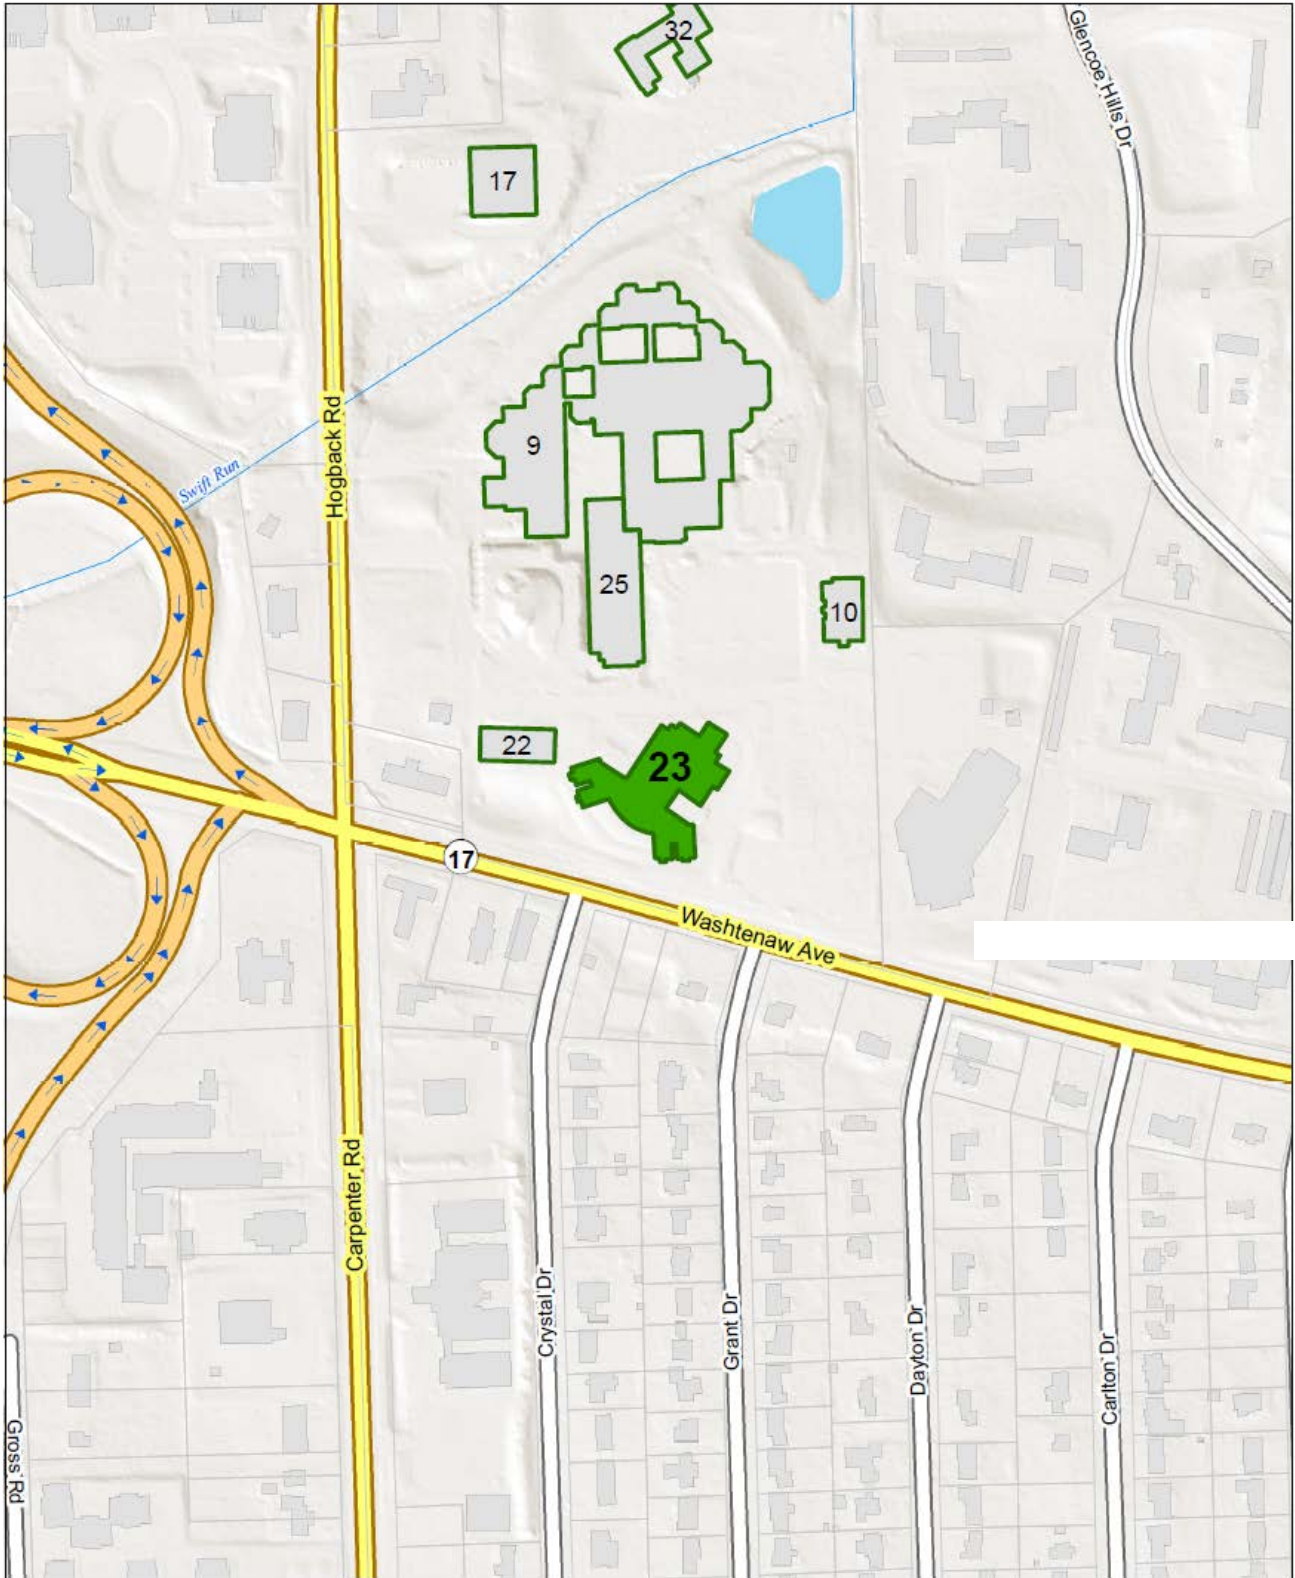 32
Glencoe Hills Dr
17
Hogback Rd
9
Swift Run
25
10
22
23
17
Washtenaw Ave
Carpenter Rd
Crystal Dr
Grant Dr
Dayton Dr
Carlton Dr
Gross Rd